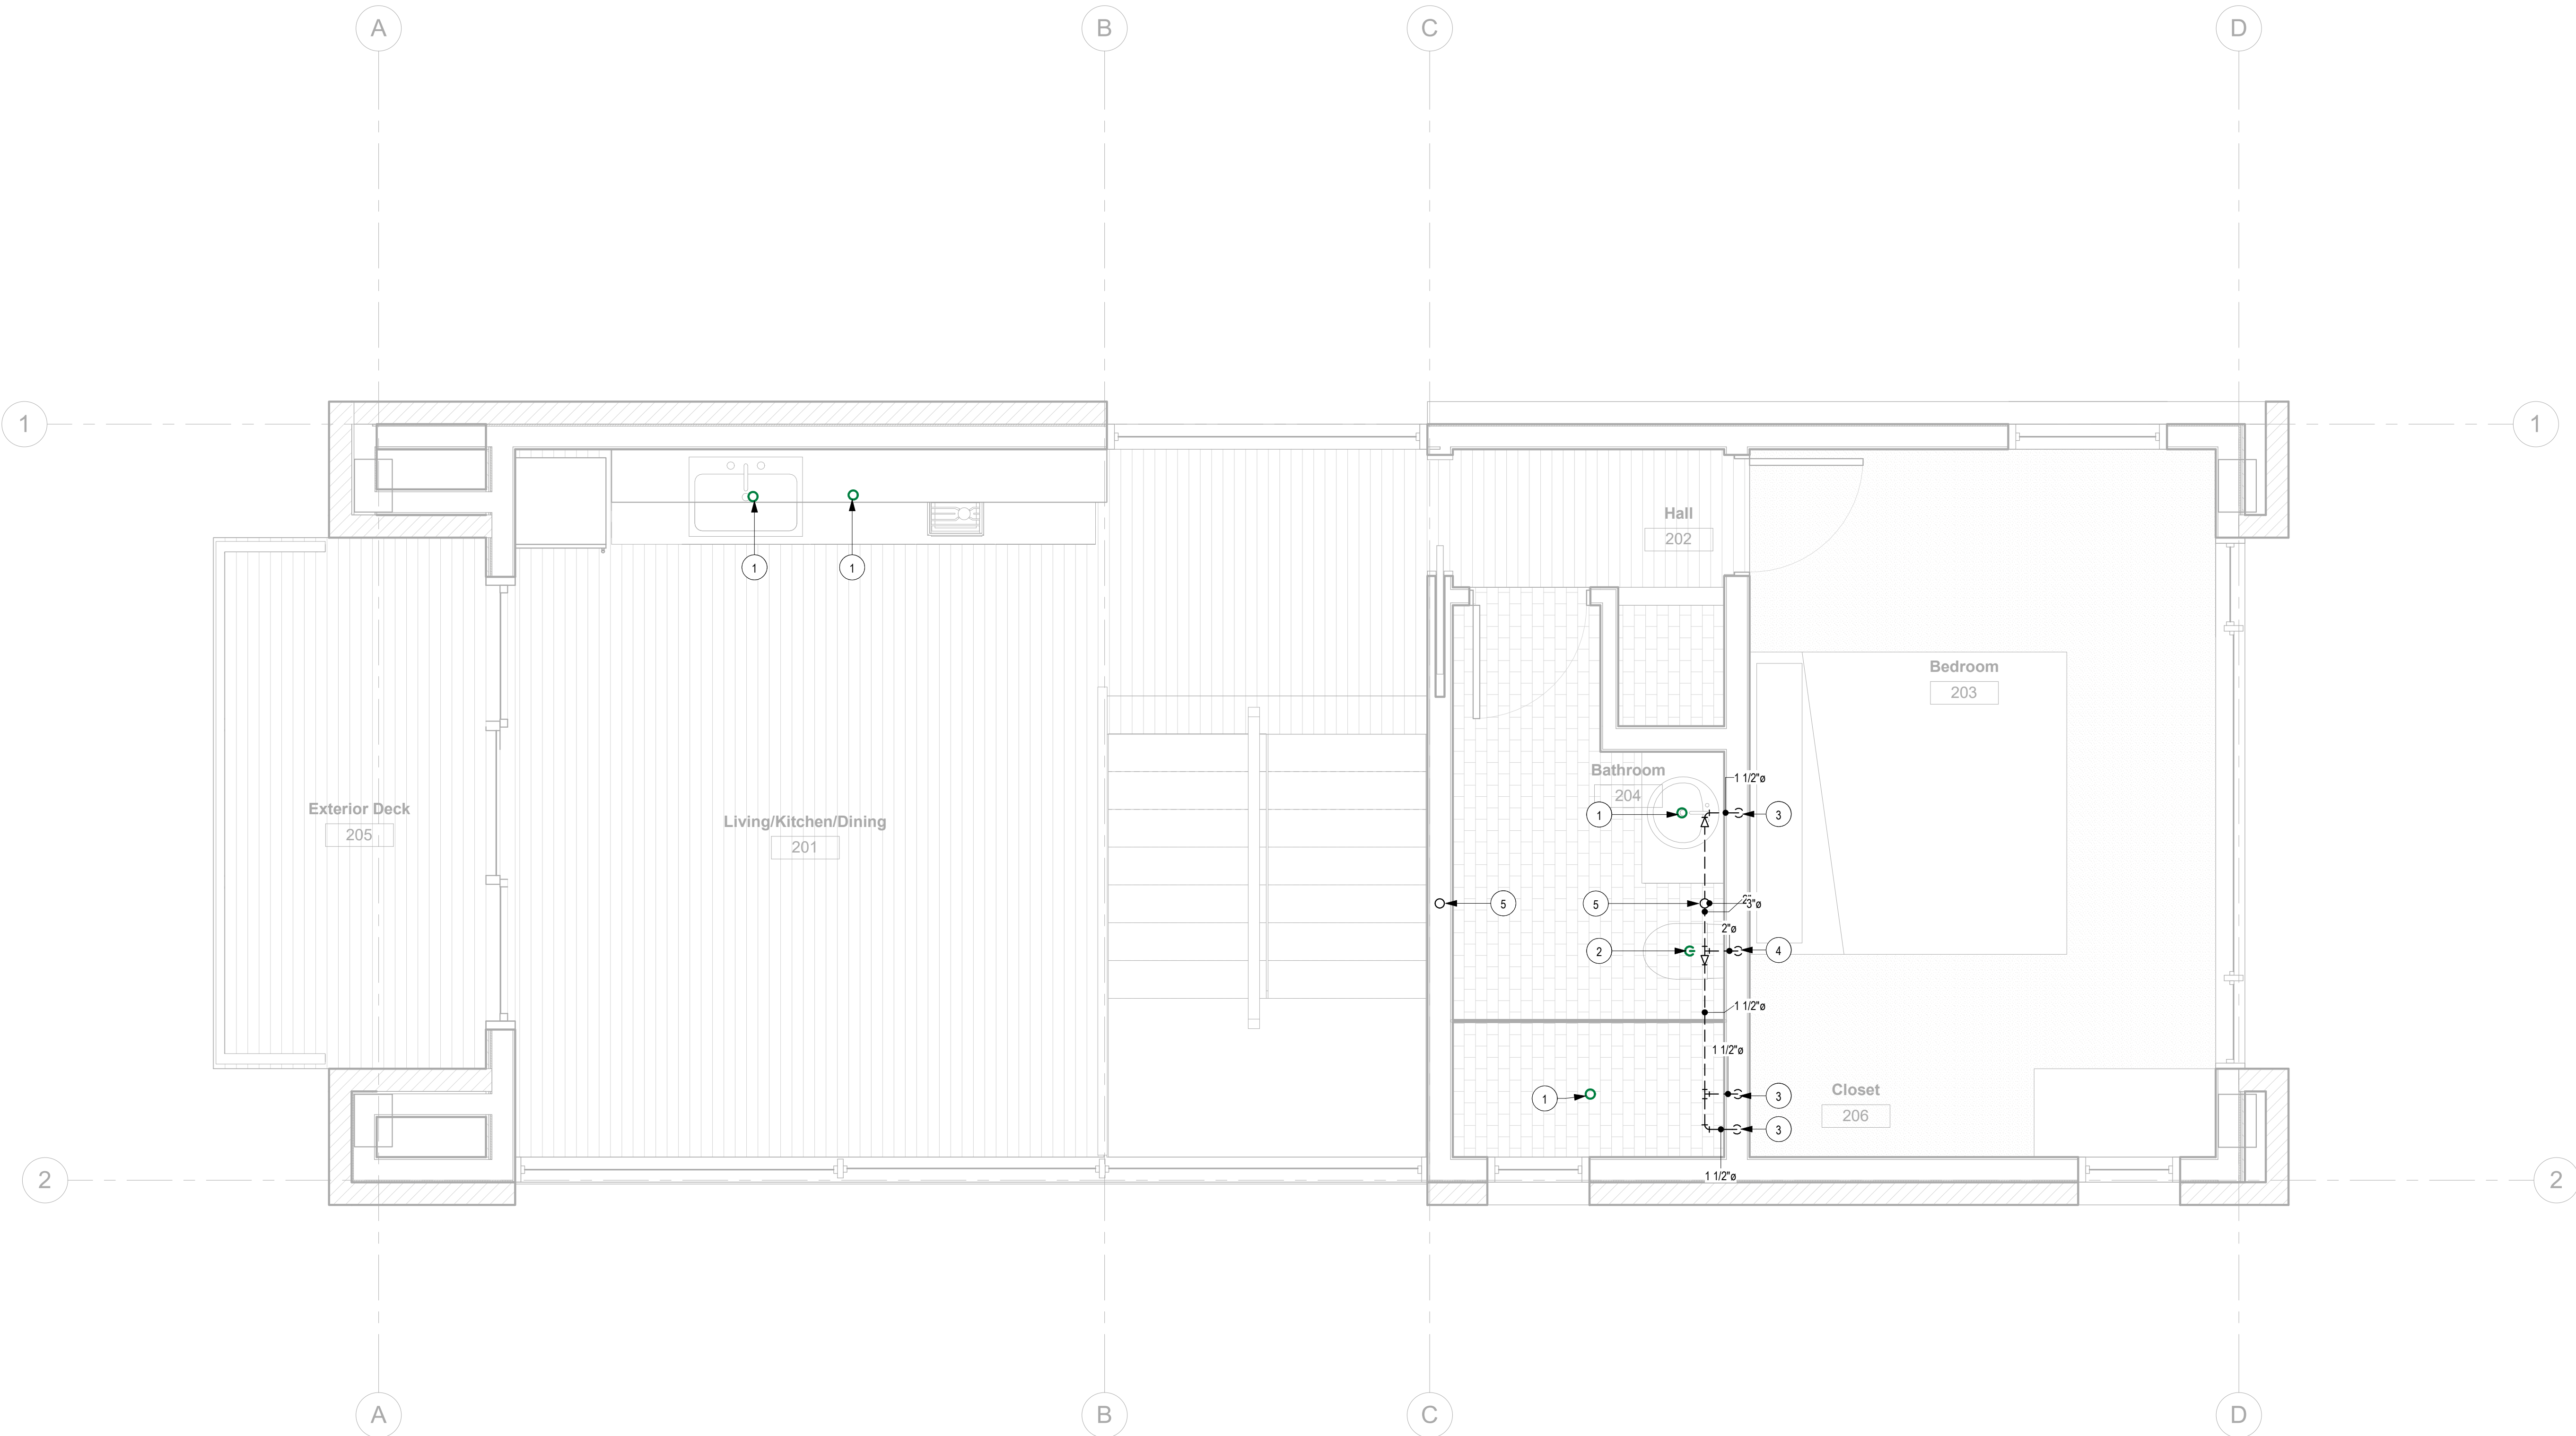 A
B
C
D
1
1
1
1
Hall
202
Bedroom
203
Bathroom
204
1 1/2"ø
1
3
Exterior Deck
205
Living/Kitchen/Dining
201
5
5
3"ø
2"ø
2
4
1 1/2"ø
1 1/2"ø
1
3
Closet
206
3
1 1/2"ø
2
2
A
B
C
D